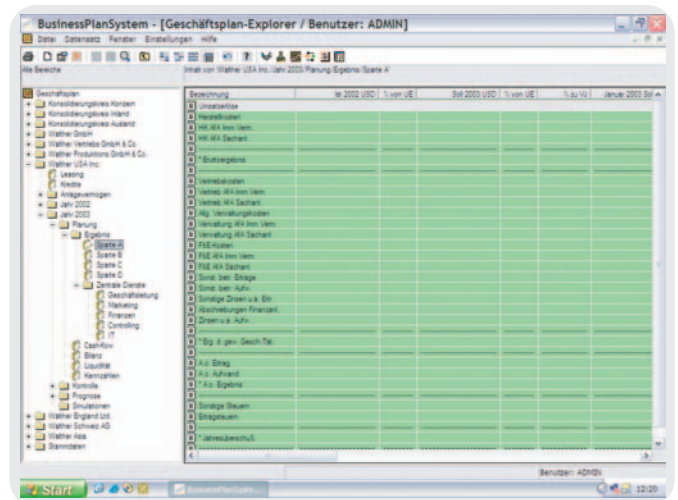 BusinessPlanSystem - [Geschäftsplan-Explorer / Benutzer: ADMIN]
Datei Datensatz Fenster Einstellungen Hilfe
Alle Bereiche
Inhalt von 'Walther USA Inc./Jahr 2003/Planung/Ergebnis/Sparte A'
Geschäftsplan
Konsolidierungskreis Konzern
Konsolidierungskreis Inland
Konsolidierungskreis Ausland
Walther GmbH
Walther Vertriebs GmbH & Co.
Walther Produktions GmbH & Co.
Walther USA Inc.
Leasing
Kredite
Anlagevermögen
Jahr 2002
Jahr 2003
Planung
Ergebnis
Sparte A
Sparte B
Sparte C
Sparte D
Zentrale Dienste
Geschäftsleitung
Marketing
Finanzen
Controlling
IT
Cash-flow
Bilanz
Liquidität
Kennzahlen
Kontrolle
Prognose
Simulationen
Walther England Ltd.
Walther Schweiz AG
Walther Asia
Stammdaten
Bezeichnung Ist 2002 USD % von UE Soll 2003 USD % von UE % zu VJ Januar 2003 Sol
Umsatzerlöse
Herstellkosten
HK AfA Imm.Verm.
HK AfA Sachanl.
* Bruttoergebnis
Vertriebskosten
Vertrieb AfA Imm.Verm.
Vertrieb AfA Sachanl.
Allg. Verwaltungskosten
Verwaltung AfA Imm.Verm.
Verwaltung AfA Sachanl.
F&E-Kosten
F&E AfA Imm.Verm.
F&E AfA Sachanl.
Sonst. betr. Erträge
Sonst. betr. Aufw.
Sonstige Zinsen u.ä. Ertr.
Abschreibungen Finanzanl.
Zinsen u.ä. Aufw.
* Erg. d. gew. Gesch.Tät.
A.o. Ertrag
A.o. Aufwand
* A.o. Ergebnis
Sonstige Steuern
Ertragsteuern
* Jahresüberschuß
Benutzer: ADMIN
Start
BusinessPlanSyste...
12:20